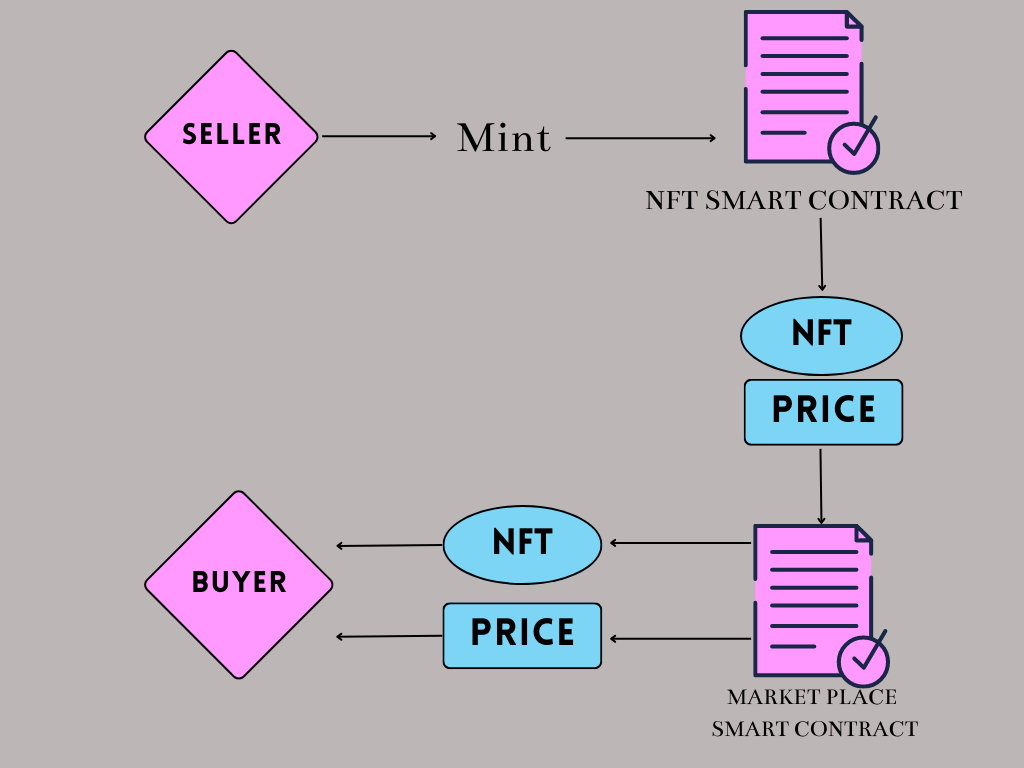 SELLER
Mint
NFT SMART CONTRACT
NFT
PRICE
BUYER
NFT
PRICE
MARKET PLACE
SMART CONTRACT